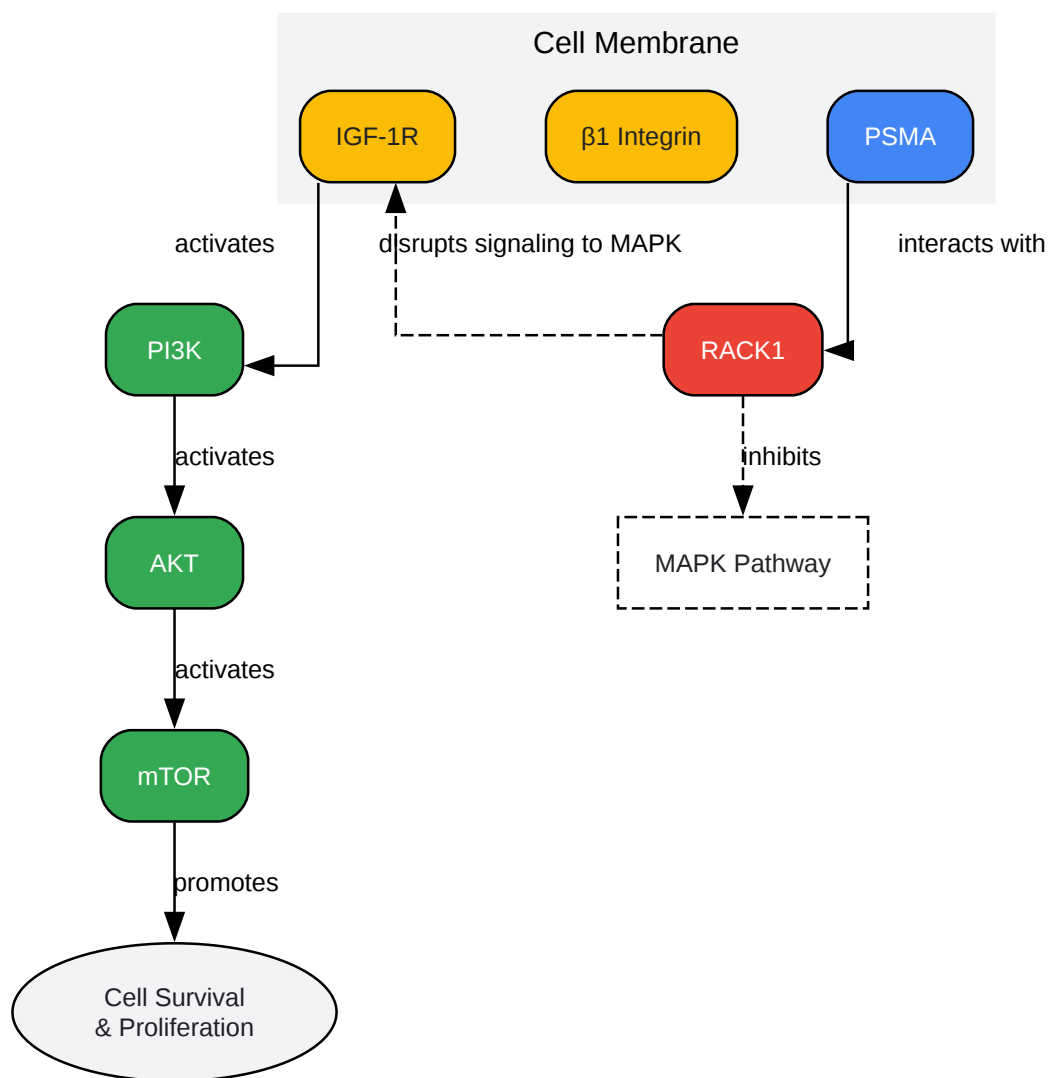 Cell Membrane
IGF-1R
β1 Integrin
PSMA
activates
disrupts signaling to MAPK
interacts with
PI3K
RACK1
activates
inhibits
AKT
MAPK Pathway
activates
mTOR
promotes
Cell Survival
& Proliferation